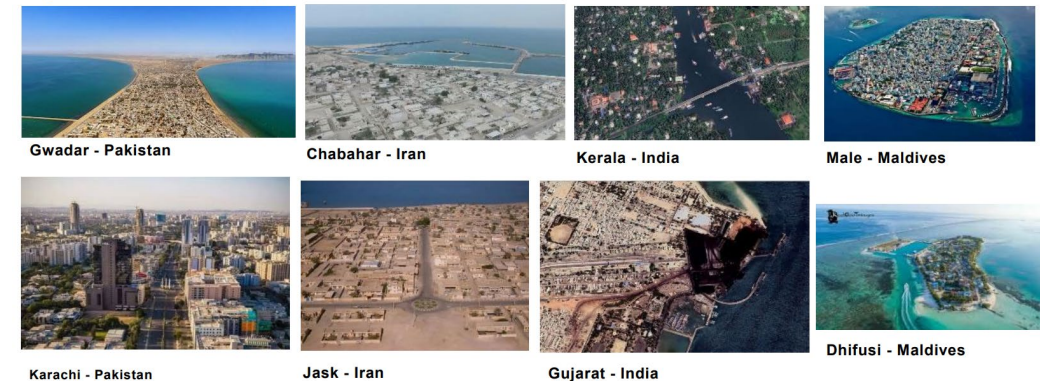 Gwadar - Pakistan
Chabahar - Iran
Kerala - India
Male - Maldives
Karachi - Pakistan
Jask - Iran
Gujarat - India
Dhifusi - Maldives